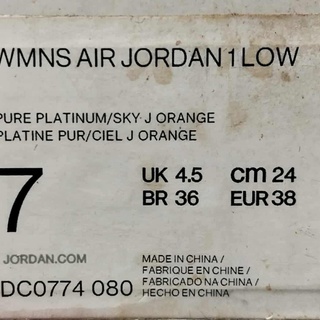 WMNS AIR JORDAN 1 LOW
PURE PLATINUM/SKY J ORANGE
PLATINE PUR/CIEL J ORANGE
7
UK 4.5 cm 24
BR 36 EUR 38
JORDAN.COM
DC0774 080
MADE IN CHINA /
FABRIQUE EN CHINE /
FABRICADO NA CHINA /
HECHO EN CHINA